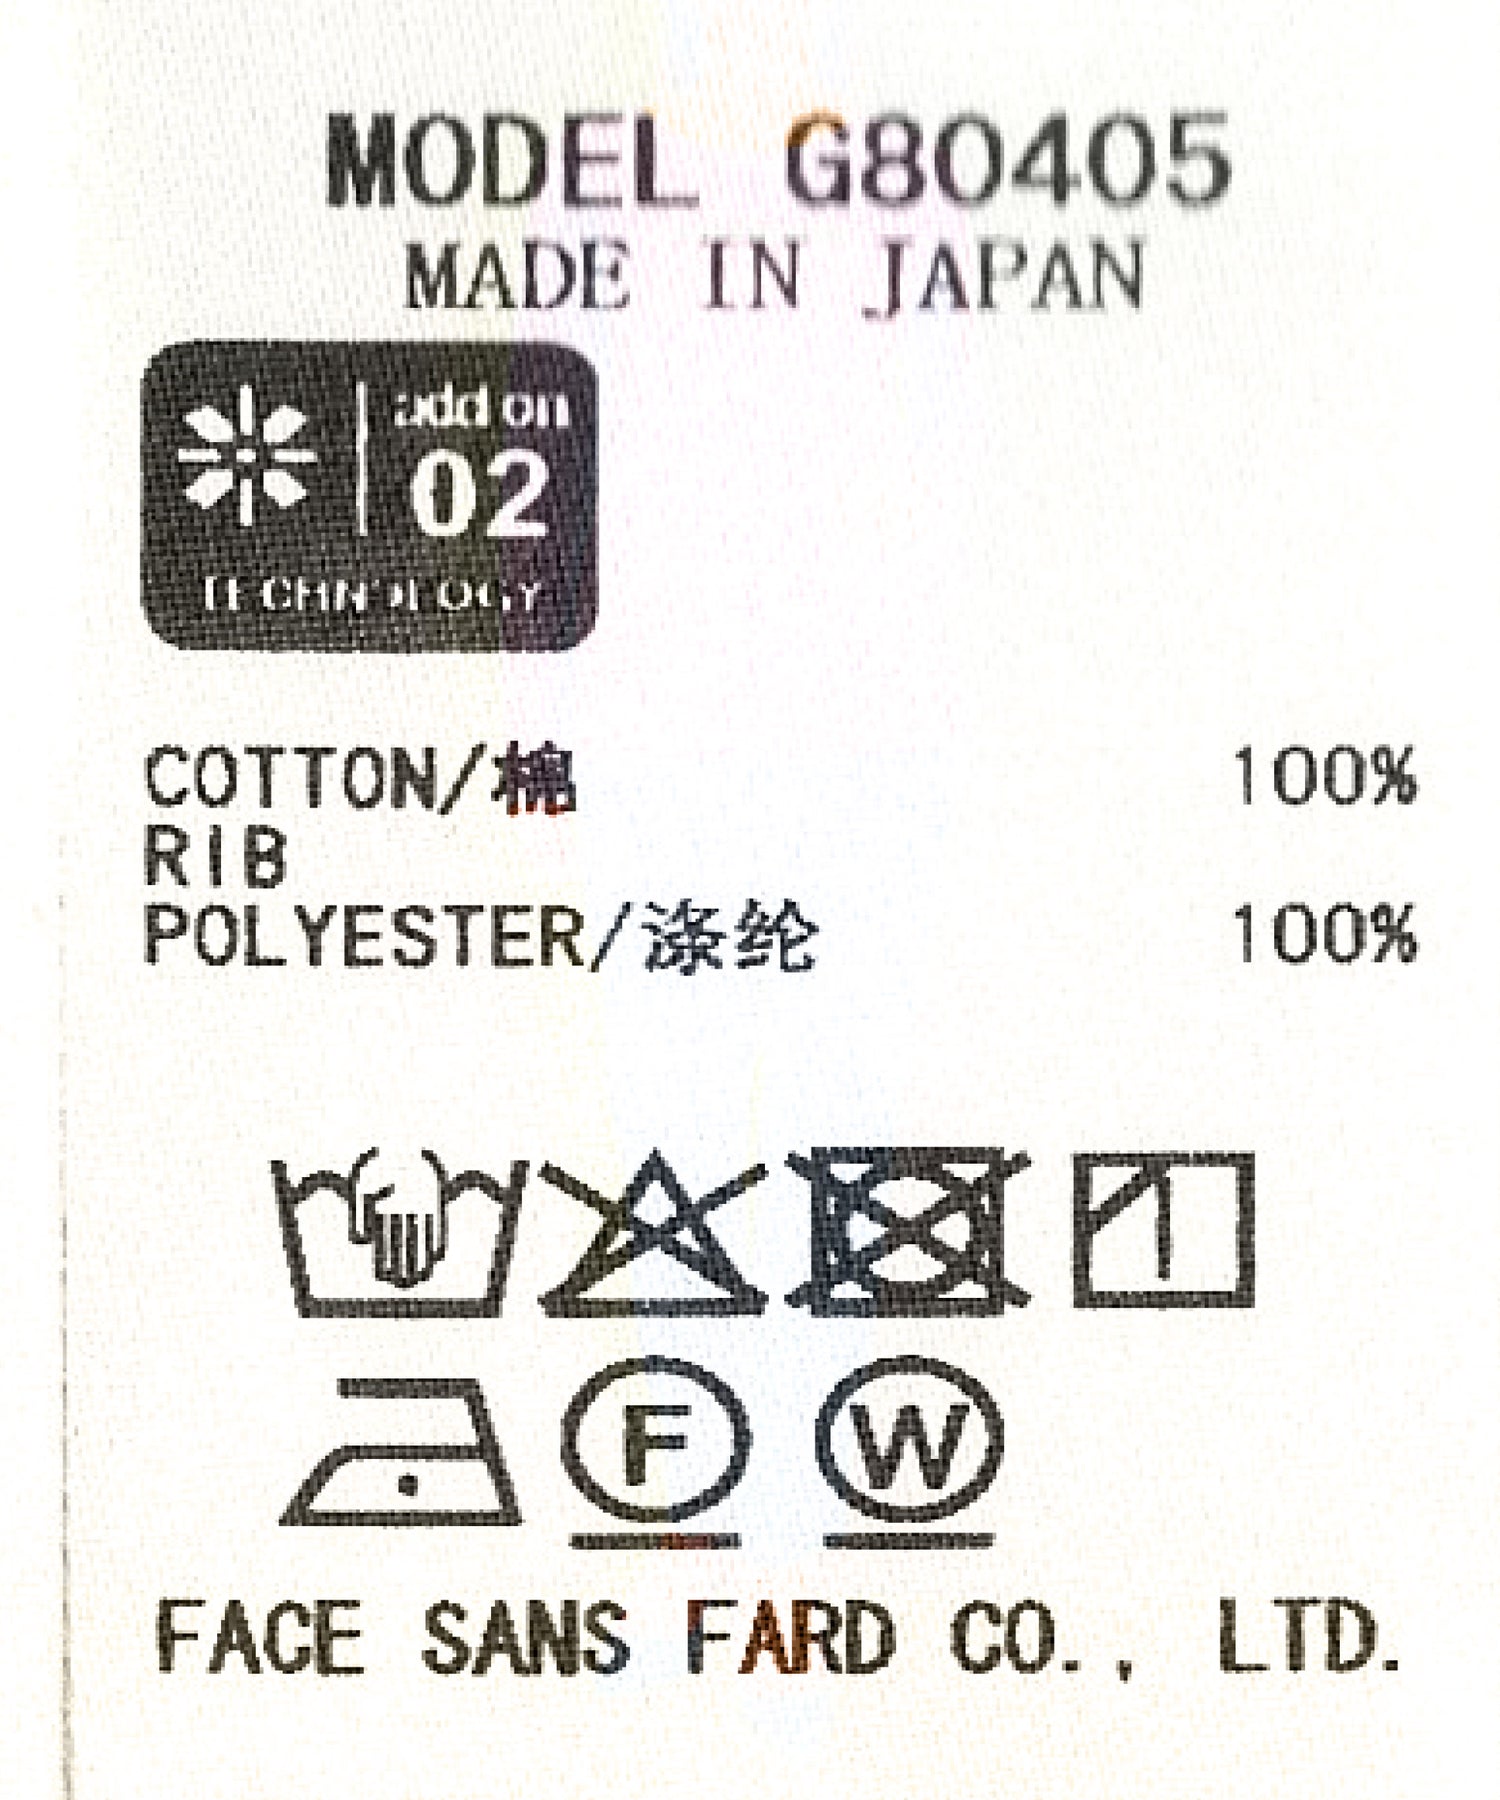 MODEL G80405
MADE IN JAPAN
add on
02
TECHNOLOGY
COTTON/棉 100%
RIB
POLYESTER/涤纶 100%
F W
FACE SANS FARD CO., LTD.